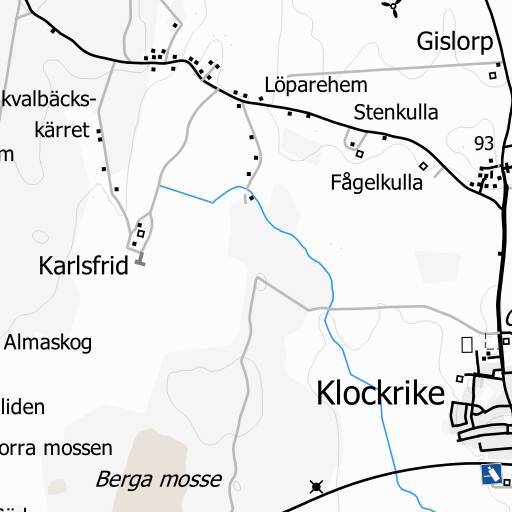 Gislorp
Löparehem
kvalbäcks-
kärret
Stenkulla
93
Fågelkulla
Karlsfrid
Almaskog
Klockrike
liden
orra mossen
Berga mosse